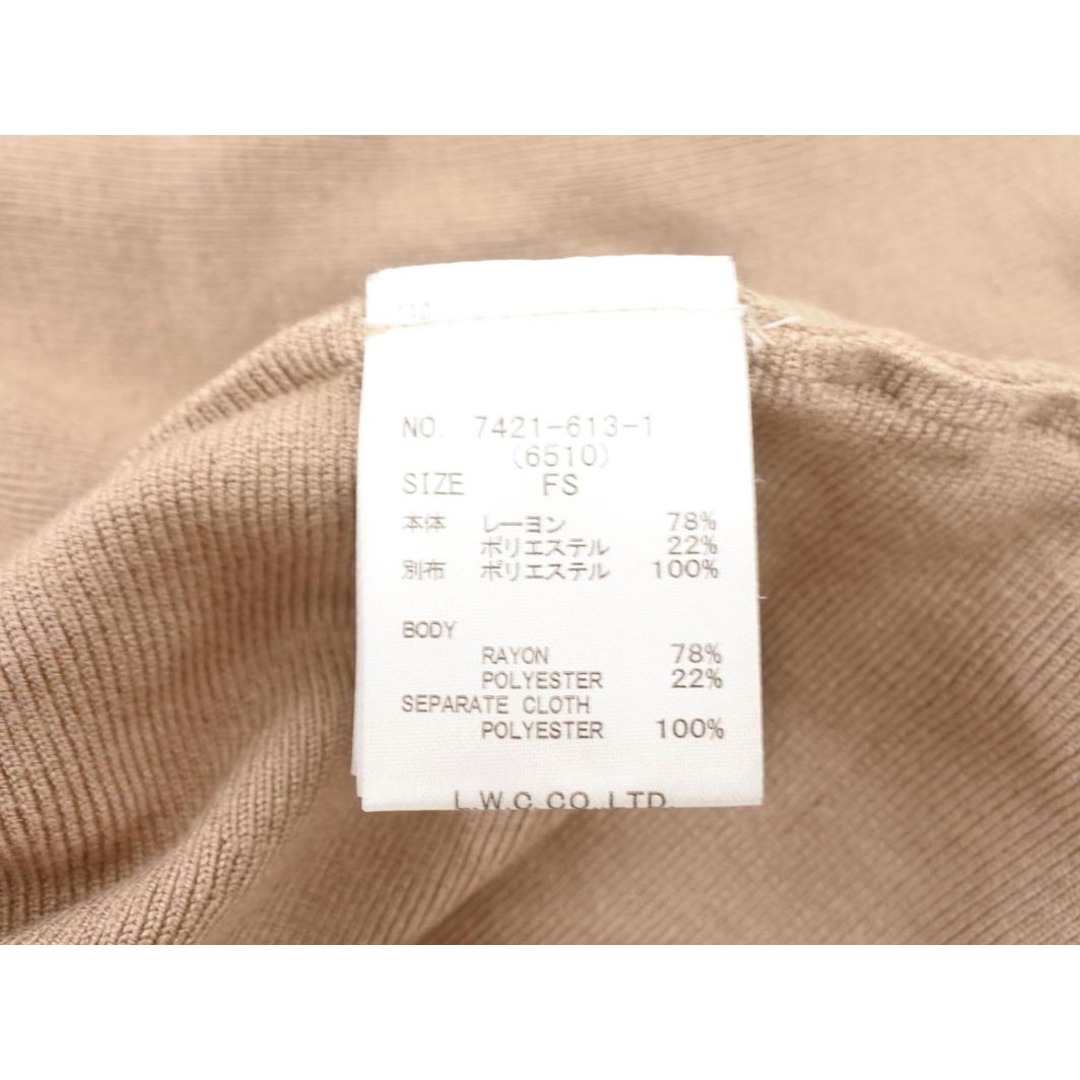 NO. 7421-613-1
(6510)
SIZE FS
本体 レーヨン 78%
ポリエステル 22%
別布 ポリエステル 100%
BODY
RAYON 78%
POLYESTER 22%
SEPARATE CLOTH
POLYESTER 100%
L.W.C.CO.,LTD.